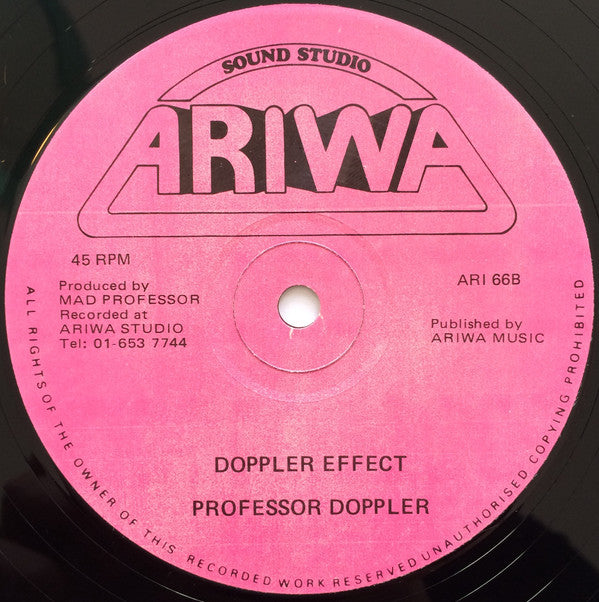 SOUND STUDIO
ARIWA
45 RPM
Produced by
MAD PROFESSOR
Recorded at
ARIWA STUDIO
Tel: 01-653 7744
ARI 66B
Published by
ARIWA MUSIC
DOPPLER EFFECT
PROFESSOR DOPPLER
ALL RIGHTS OF THE OWNER OF THIS RECORDED WORK RESERVED UNAUTHORISED COPYING PROHIBITED